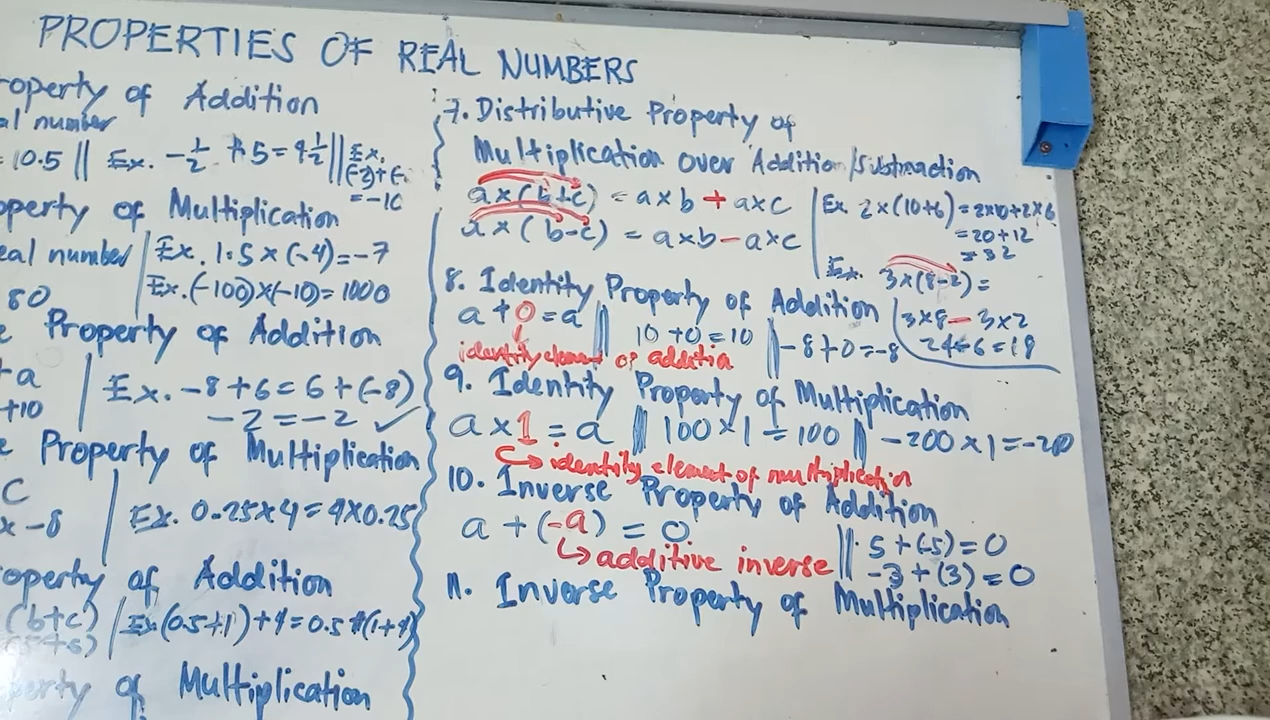 PROPERTIES OF REAL NUMBERS
roperty of Addition
al number
= 10.5 || Ex. -1/2 + 5 = 4 1/2 || Ex.
= -10
operty of Multiplication
eal number | Ex. 1.5 × (-4) = -7
80 | Ex. (-100) × (-10) = 1000
e Property of Addition
+a | Ex. -8 + 6 = 6 + (-8)
+10 | -2 = -2 ✓
e Property of Multiplication
C
x -8 | Ex. 0.25 × 4 = 4 × 0.25
operty of Addition
(b+c) | Ex. (0.5+1) + 4 = 0.5 + (1+4)
perty of Multiplication
7. Distributive Property of
Multiplication over Addition/Subtraction
a × (b+c) = a×b + a×c
a × (b-c) = a×b - a×c
Ex 2×(10+6) = 2×10+2×6
= 20+12
= 32
Ex. 3×(8-2) =
3×8 - 3×2
24-6 = 18
8. Identity Property of Addition
a + 0 = a || 10 + 0 = 10 || -8 + 0 = -8
identity element of addition
9. Identity Property of Multiplication
a × 1 = a || 100 × 1 = 100 || -200 × 1 = -200
identity element of multiplication
10. Inverse Property of Addition
a + (-a) = 0 || 5 + (-5) = 0
additive inverse || -3 + (3) = 0
11. Inverse Property of Multiplication